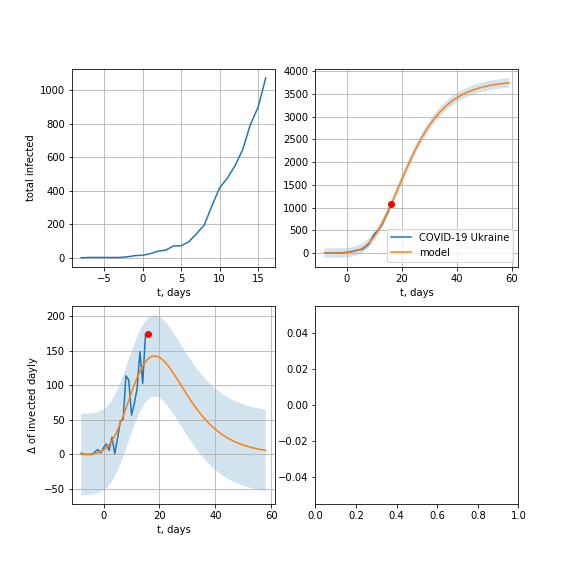 1000
800
600
400
200
0
−5 0 5 10 15
total infected
t, days
4000
3500
3000
2500
2000
1500
1000
500
0
0 20 40 60
COVID-19 Ukraine
model
t, days
200
150
100
50
0
−50
0 20 40 60
Δ of invected dayly
t, days
0.04
0.02
0.00
−0.02
−0.04
0.0 0.2 0.4 0.6 0.8 1.0